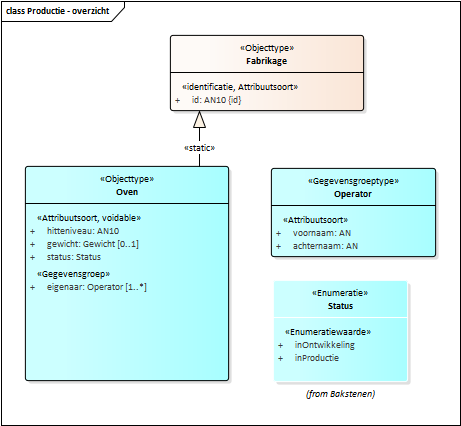 class Productie - overzicht
«Objecttype»
Fabrikage
«identificatie, Attribuutsoort»
+ id: AN10 {id}
«static»
«Objecttype»
Oven
«Attribuutsoort, voidable»
+ hitteniveau: AN10
+ gewicht: Gewicht [0..1]
+ status: Status
«Gegevensgroep»
+ eigenaar: Operator [1..*]
«Gegevensgroeptype»
Operator
«Attribuutsoort»
+ voornaam: AN
+ achternaam: AN
«Enumeratie»
Status
«Enumeratiewaarde»
+ inOntwikkeling
+ inProductie
(from Bakstenen)